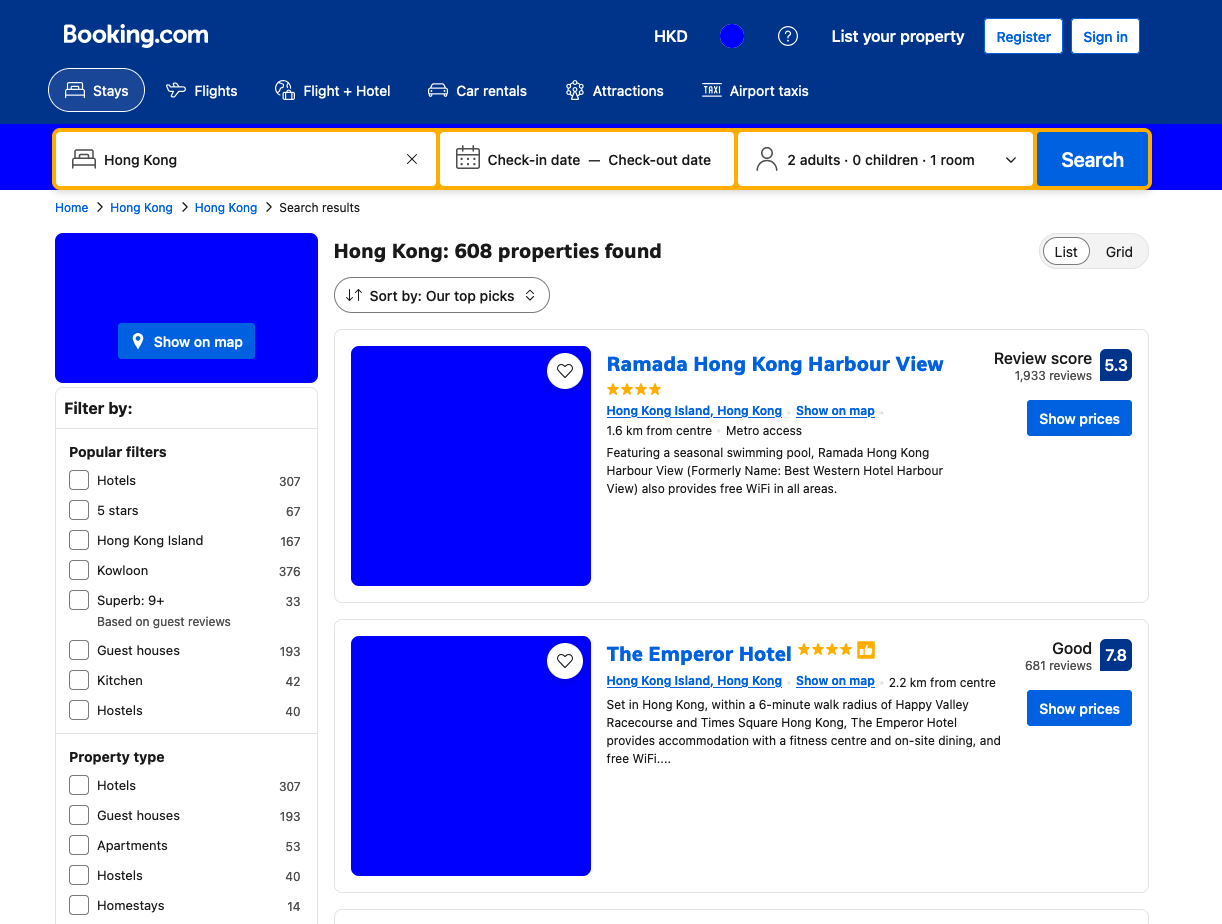 Booking.com
HKD
List your property
Register
Sign in
Stays
Flights
Flight + Hotel
Car rentals
Attractions
TAXI
Airport taxis
Hong Kong
Check-in date — Check-out date
2 adults · 0 children · 1 room
Search
Home > Hong Kong > Hong Kong > Search results
Show on map
Filter by:
Popular filters
Hotels 307
5 stars 67
Hong Kong Island 167
Kowloon 376
Superb: 9+ 33
Based on guest reviews
Guest houses 193
Kitchen 42
Hostels 40
Property type
Hotels 307
Guest houses 193
Apartments 53
Hostels 40
Homestays 14
Hong Kong: 608 properties found
List
Grid
Sort by: Our top picks
Ramada Hong Kong Harbour View
Hong Kong Island, Hong Kong
Show on map
1.6 km from centre
Metro access
Featuring a seasonal swimming pool, Ramada Hong Kong
Harbour View (Formerly Name: Best Western Hotel Harbour
View) also provides free WiFi in all areas.
Review score
1,933 reviews
5.3
Show prices
The Emperor Hotel
Hong Kong Island, Hong Kong
Show on map
2.2 km from centre
Set in Hong Kong, within a 6-minute walk radius of Happy Valley
Racecourse and Times Square Hong Kong, The Emperor Hotel
provides accommodation with a fitness centre and on-site dining, and
free WiFi....
Good
681 reviews
7.8
Show prices